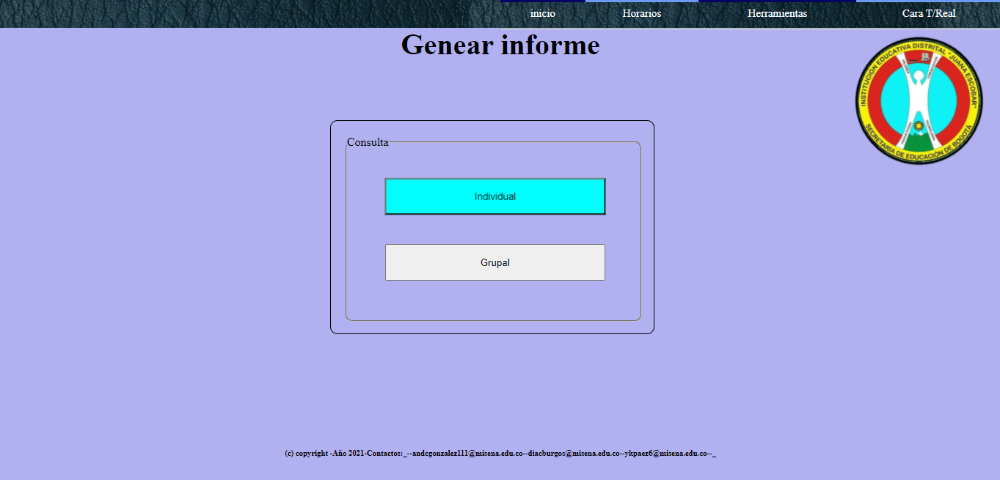 inicio Horarios Herramientas Cara T/Real
Genear informe
INSTITUCION EDUCATIVA DISTRITAL "JUANA ESCOBAR"
SECRETARÍA DE EDUCACIÓN DE BOGOTÁ
Consulta
Individual
Grupal
(c) copyright -Año 2021-Contactos:_--andcgonzalez111@misena.edu.co--diacburgos@misena.edu.co--ykpaez6@misena.edu.co--_